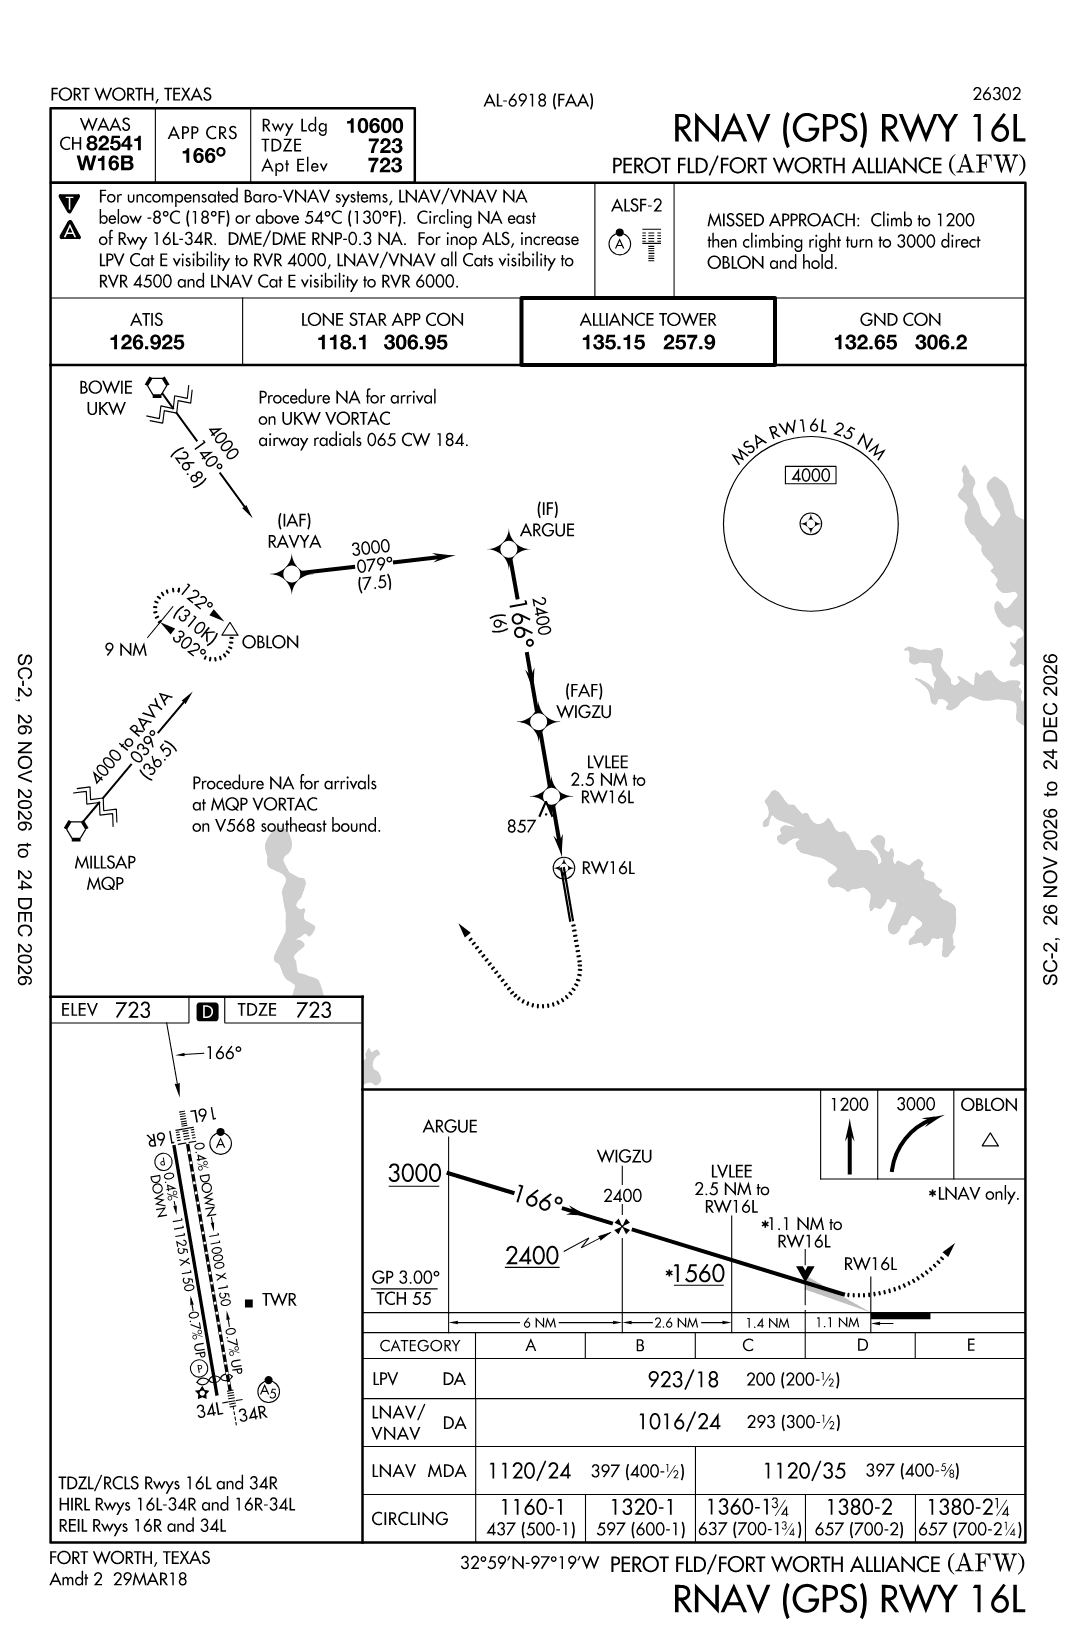 FORT WORTH, TEXAS
AL-6918 (FAA)
26302
RNAV (GPS) RWY 16L
PEROT FLD/FORT WORTH ALLIANCE (AFW)
WAAS
CH 82541
W16B
APP CRS
166°
Rwy Ldg 10600
TDZE 723
Apt Elev 723
T
A
For uncompensated Baro-VNAV systems, LNAV/VNAV NA
below -8°C (18°F) or above 54°C (130°F). Circling NA east
of Rwy 16L-34R. DME/DME RNP-0.3 NA. For inop ALS, increase
LPV Cat E visibility to RVR 4000, LNAV/VNAV all Cats visibility to
RVR 4500 and LNAV Cat E visibility to RVR 6000.
ALSF-2
A
MISSED APPROACH: Climb to 1200
then climbing right turn to 3000 direct
OBLON and hold.
ATIS
126.925
LONE STAR APP CON
118.1 306.95
ALLIANCE TOWER
135.15 257.9
GND CON
132.65 306.2
BOWIE
UKW
4000
140°
(26.8)
Procedure NA for arrival
on UKW VORTAC
airway radials 065 CW 184.
MSA RW16L 25 NM
4000
(IAF)
RAVYA
3000
079°
(7.5)
(IF)
ARGUE
2400
166°
(6)
122°
(310K)
302°
9 NM
OBLON
(FAF)
WIGZU
4000 to RAVYA
039°
(36.5)
LVLEE
2.5 NM to
RW16L
857
RW16L
Procedure NA for arrivals
at MQP VORTAC
on V568 southeast bound.
MILLSAP
MQP
SC-2, 26 NOV 2026 to 24 DEC 2026
SC-2, 26 NOV 2026 to 24 DEC 2026
ELEV 723
D
TDZE 723
166°
16L
16R
A
P
0.4% DOWN
0.4% DOWN
11125 X 150
11000 X 150
0.7% UP
0.7% UP
TWR
P
A5
34L
34R
TDZL/RCLS Rwys 16L and 34R
HIRL Rwys 16L-34R and 16R-34L
REIL Rwys 16R and 34L
1200
3000
OBLON
*LNAV only.
ARGUE
3000
166°
WIGZU
2400
2400
LVLEE
2.5 NM to
RW16L
*1560
*1.1 NM to
RW16L
RW16L
GP 3.00°
TCH 55
6 NM
2.6 NM
1.4 NM
1.1 NM
CATEGORY A B C D E
LPV DA 923/18 200 (200-½)
LNAV/
VNAV DA 1016/24 293 (300-½)
LNAV MDA 1120/24 397 (400-½) 1120/35 397 (400-⅝)
CIRCLING
1160-1 1320-1 1360-1¾ 1380-2 1380-2¼
437 (500-1) 597 (600-1) 637 (700-1¾) 657 (700-2) 657 (700-2¼)
FORT WORTH, TEXAS
Amdt 2 29MAR18
32°59'N-97°19'W
PEROT FLD/FORT WORTH ALLIANCE (AFW)
RNAV (GPS) RWY 16L